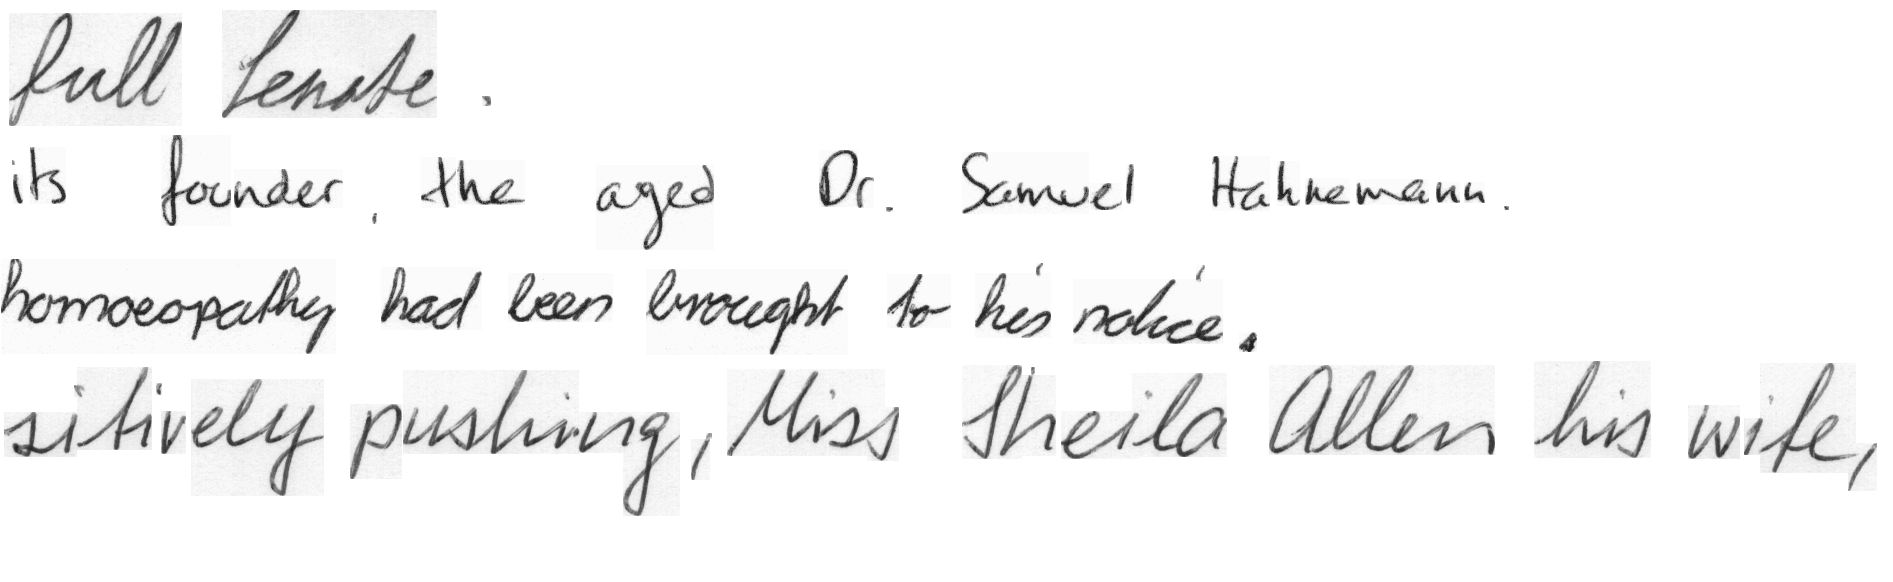 full Senate.
its founder, the aged Dr. Samuel Hahnemann.
homoeopathy had been brought to his notice.
sitively pushing, Miss Sheila Allen his wife,